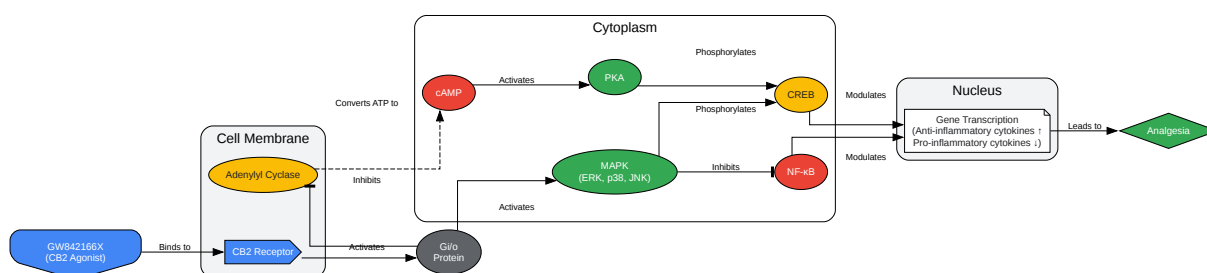 Cytoplasm
Phosphorylates
PKA
Activates
cAMP
CREB
Nucleus
Converts ATP to
Modulates
Phosphorylates
Gene Transcription
(Anti-inflammatory cytokines ↑
Pro-inflammatory cytokines ↓)
Leads to
Analgesia
Cell Membrane
Adenylyl Cyclase
Inhibits
MAPK
(ERK, p38, JNK)
Inhibits
NF-κB
Modulates
Activates
GW842166X
(CB2 Agonist)
Binds to
CB2 Receptor
Activates
Gi/o
Protein